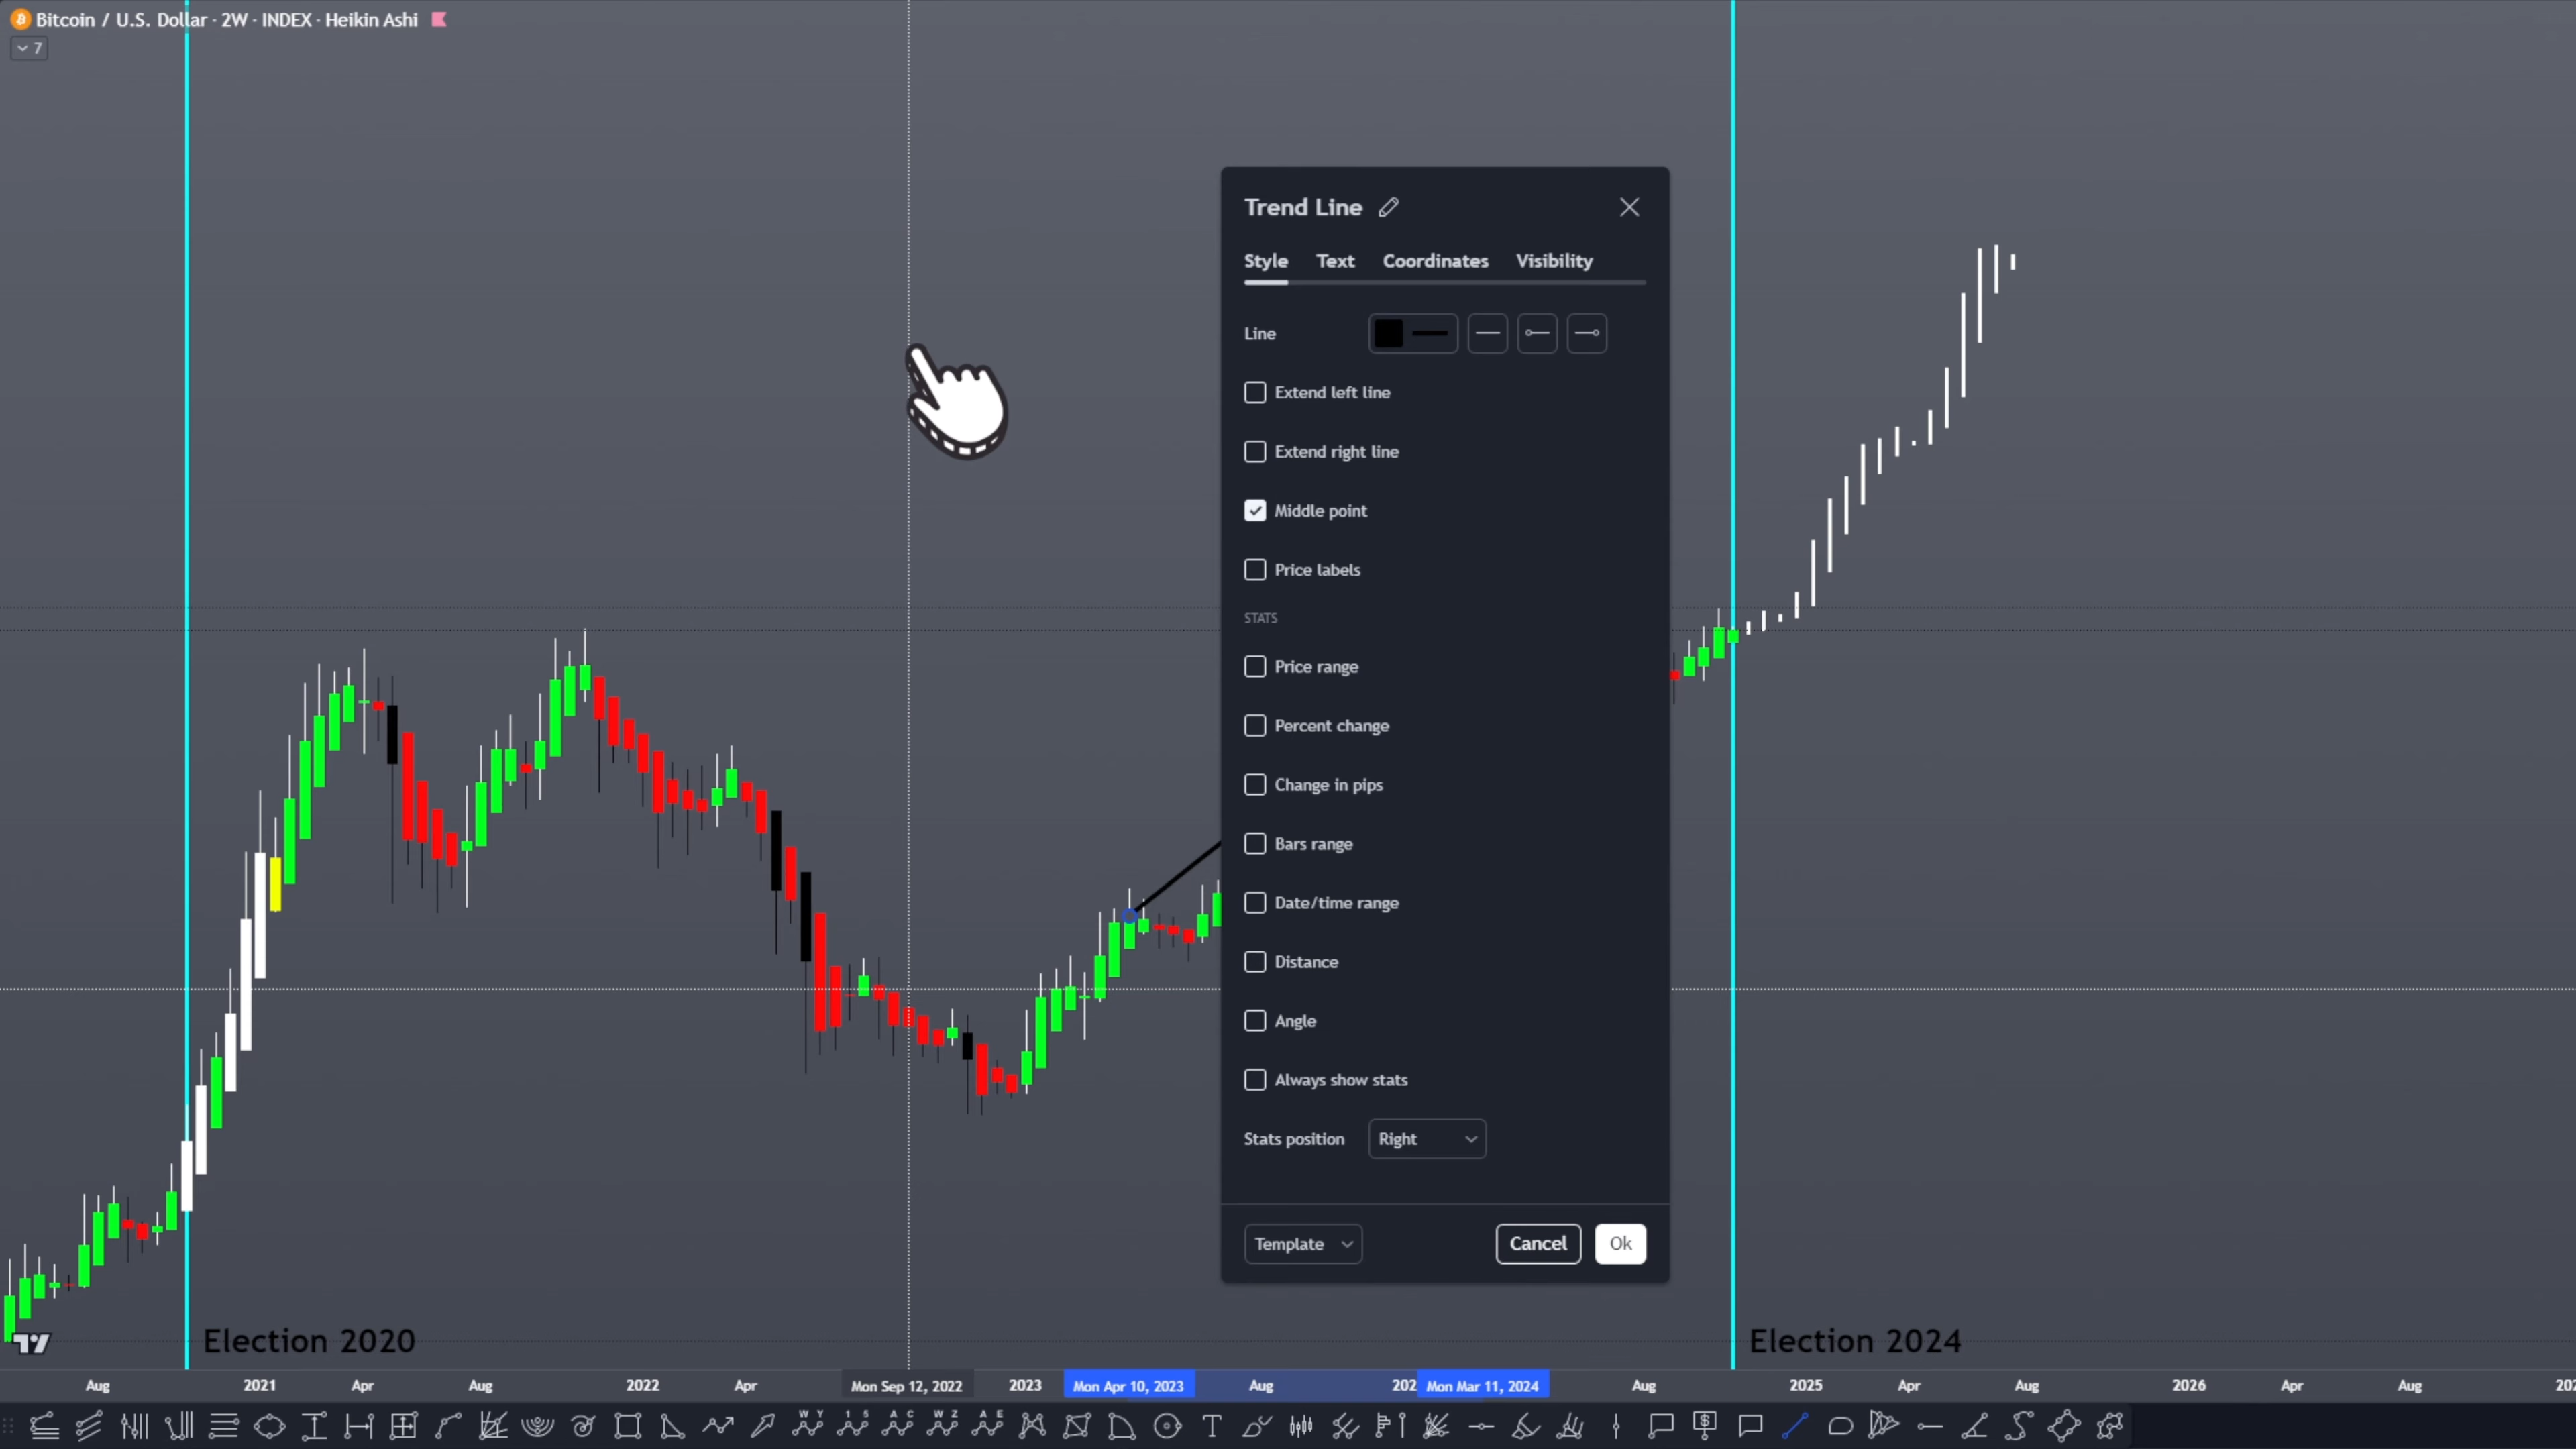 Bitcoin / U.S. Dollar · 2W · INDEX · Heikin Ashi
7
Trend Line
Style Text Coordinates Visibility
Line
Extend left line
Extend right line
Middle point
Price labels
STATS
Price range
Percent change
Change in pips
Bars range
Date/time range
Distance
Angle
Always show stats
Stats position Right
Template Cancel Ok
Election 2020 Election 2024
Aug 2021 Apr Aug 2022 Apr Mon Sep 12, 2022 2023 Mon Apr 10, 2023 Aug 202 Mon Mar 11, 2024 Aug 2025 Apr Aug 2026 Apr Aug 202
W Y 1 5 A C W Z A E T $